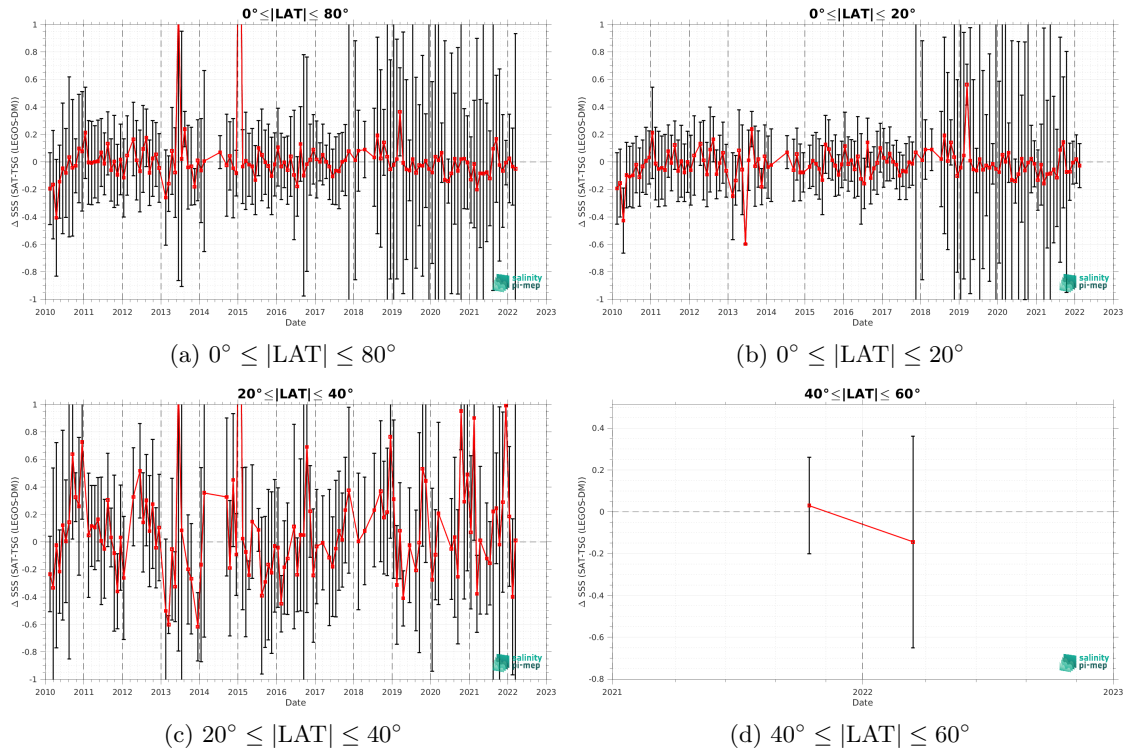 0°≤|LAT|≤ 80°
1
0.8
0.6
0.4
0.2
0
-0.2
-0.4
-0.6
-0.8
-1
Δ SSS (SAT-TSG (LEGOS-DM))
2010 2011 2012 2013 2014 2015 2016 2017 2018 2019 2020 2021 2022 2023
Date
salinity
pi-mep
(a) 0° ≤ |LAT| ≤ 80°
0°≤|LAT|≤ 20°
1
0.8
0.6
0.4
0.2
0
-0.2
-0.4
-0.6
-0.8
-1
Δ SSS (SAT-TSG (LEGOS-DM))
2010 2011 2012 2013 2014 2015 2016 2017 2018 2019 2020 2021 2022 2023
Date
salinity
pi-mep
(b) 0° ≤ |LAT| ≤ 20°
20°≤|LAT|≤ 40°
1
0.8
0.6
0.4
0.2
0
-0.2
-0.4
-0.6
-0.8
-1
Δ SSS (SAT-TSG (LEGOS-DM))
2010 2011 2012 2013 2014 2015 2016 2017 2018 2019 2020 2021 2022 2023
Date
salinity
pi-mep
(c) 20° ≤ |LAT| ≤ 40°
40°≤|LAT|≤ 60°
0.4
0.2
0
-0.2
-0.4
-0.6
-0.8
Δ SSS (SAT-TSG (LEGOS-DM))
2021 2022 2023
Date
salinity
pi-mep
(d) 40° ≤ |LAT| ≤ 60°